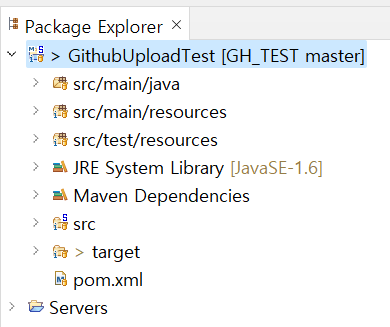 Package Explorer ×
> GithubUploadTest [GH_TEST master]
src/main/java
src/main/resources
src/test/resources
JRE System Library [JavaSE-1.6]
Maven Dependencies
src
> target
pom.xml
Servers